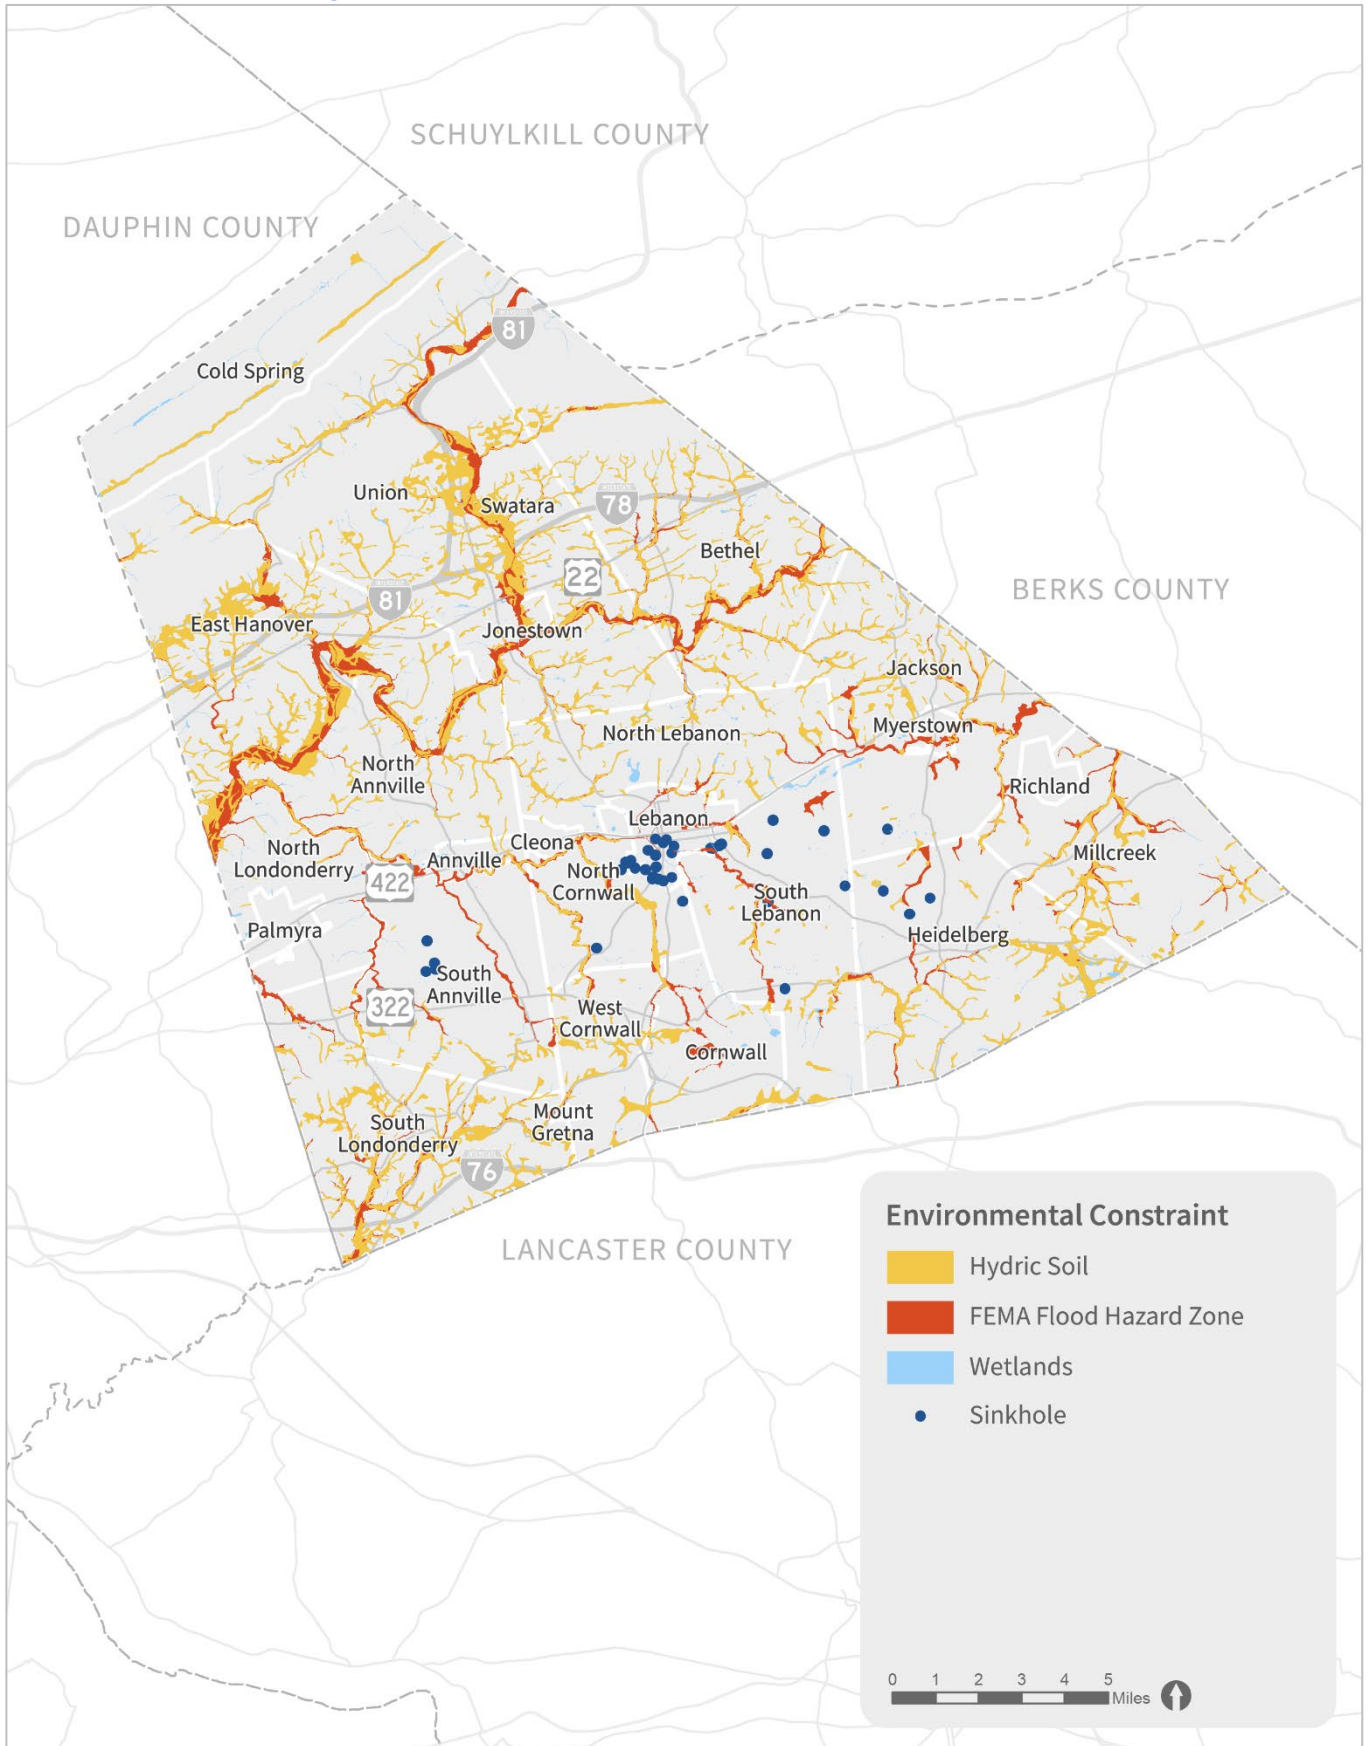 SCHUYLKILL COUNTY
DAUPHIN COUNTY
81
Cold Spring
Union
Swatara
78
Bethel
22
BERKS COUNTY
81
East Hanover
Jonestown
Jackson
Myerstown
North Lebanon
North
Annville
Richland
Lebanon
Cleona
North
Londonderry
Annville
Millcreek
422
North
Cornwall
South
Lebanon
Palmyra
Heidelberg
South
Annville
322
West
Cornwall
Cornwall
Mount
Gretna
South
Londonderry
76
LANCASTER COUNTY
Environmental Constraint
Hydric Soil
FEMA Flood Hazard Zone
Wetlands
Sinkhole
0 1 2 3 4 5
Miles